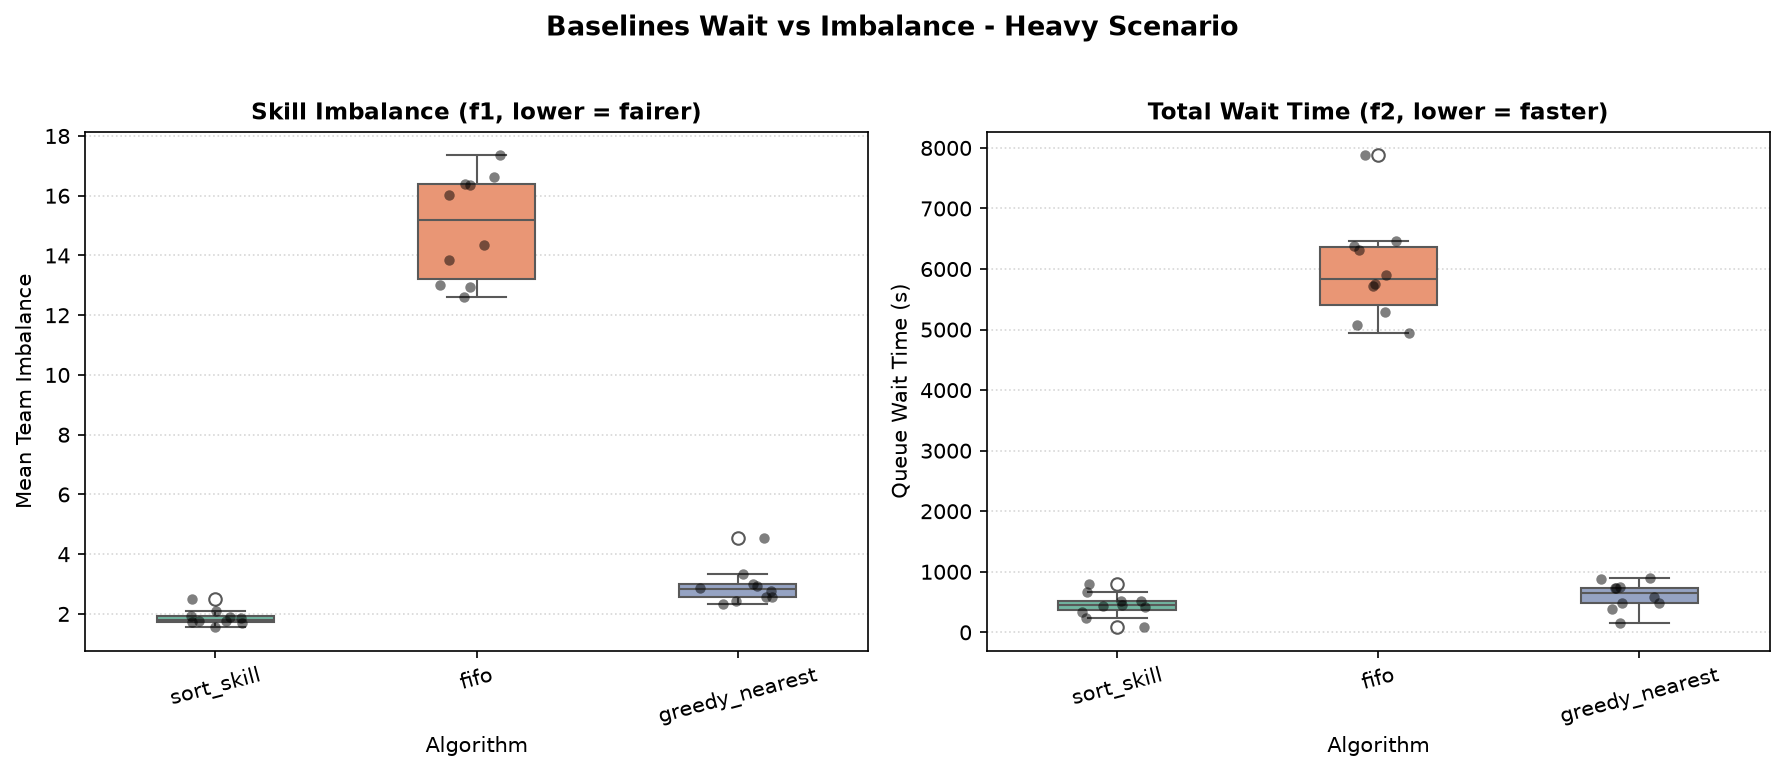 Baselines Wait vs Imbalance - Heavy Scenario
Skill Imbalance (f1, lower = fairer)
Mean Team Imbalance
18
16
14
12
10
8
6
4
2
sort_skill
fifo
greedy_nearest
Algorithm
Total Wait Time (f2, lower = faster)
Queue Wait Time (s)
8000
7000
6000
5000
4000
3000
2000
1000
0
sort_skill
fifo
greedy_nearest
Algorithm